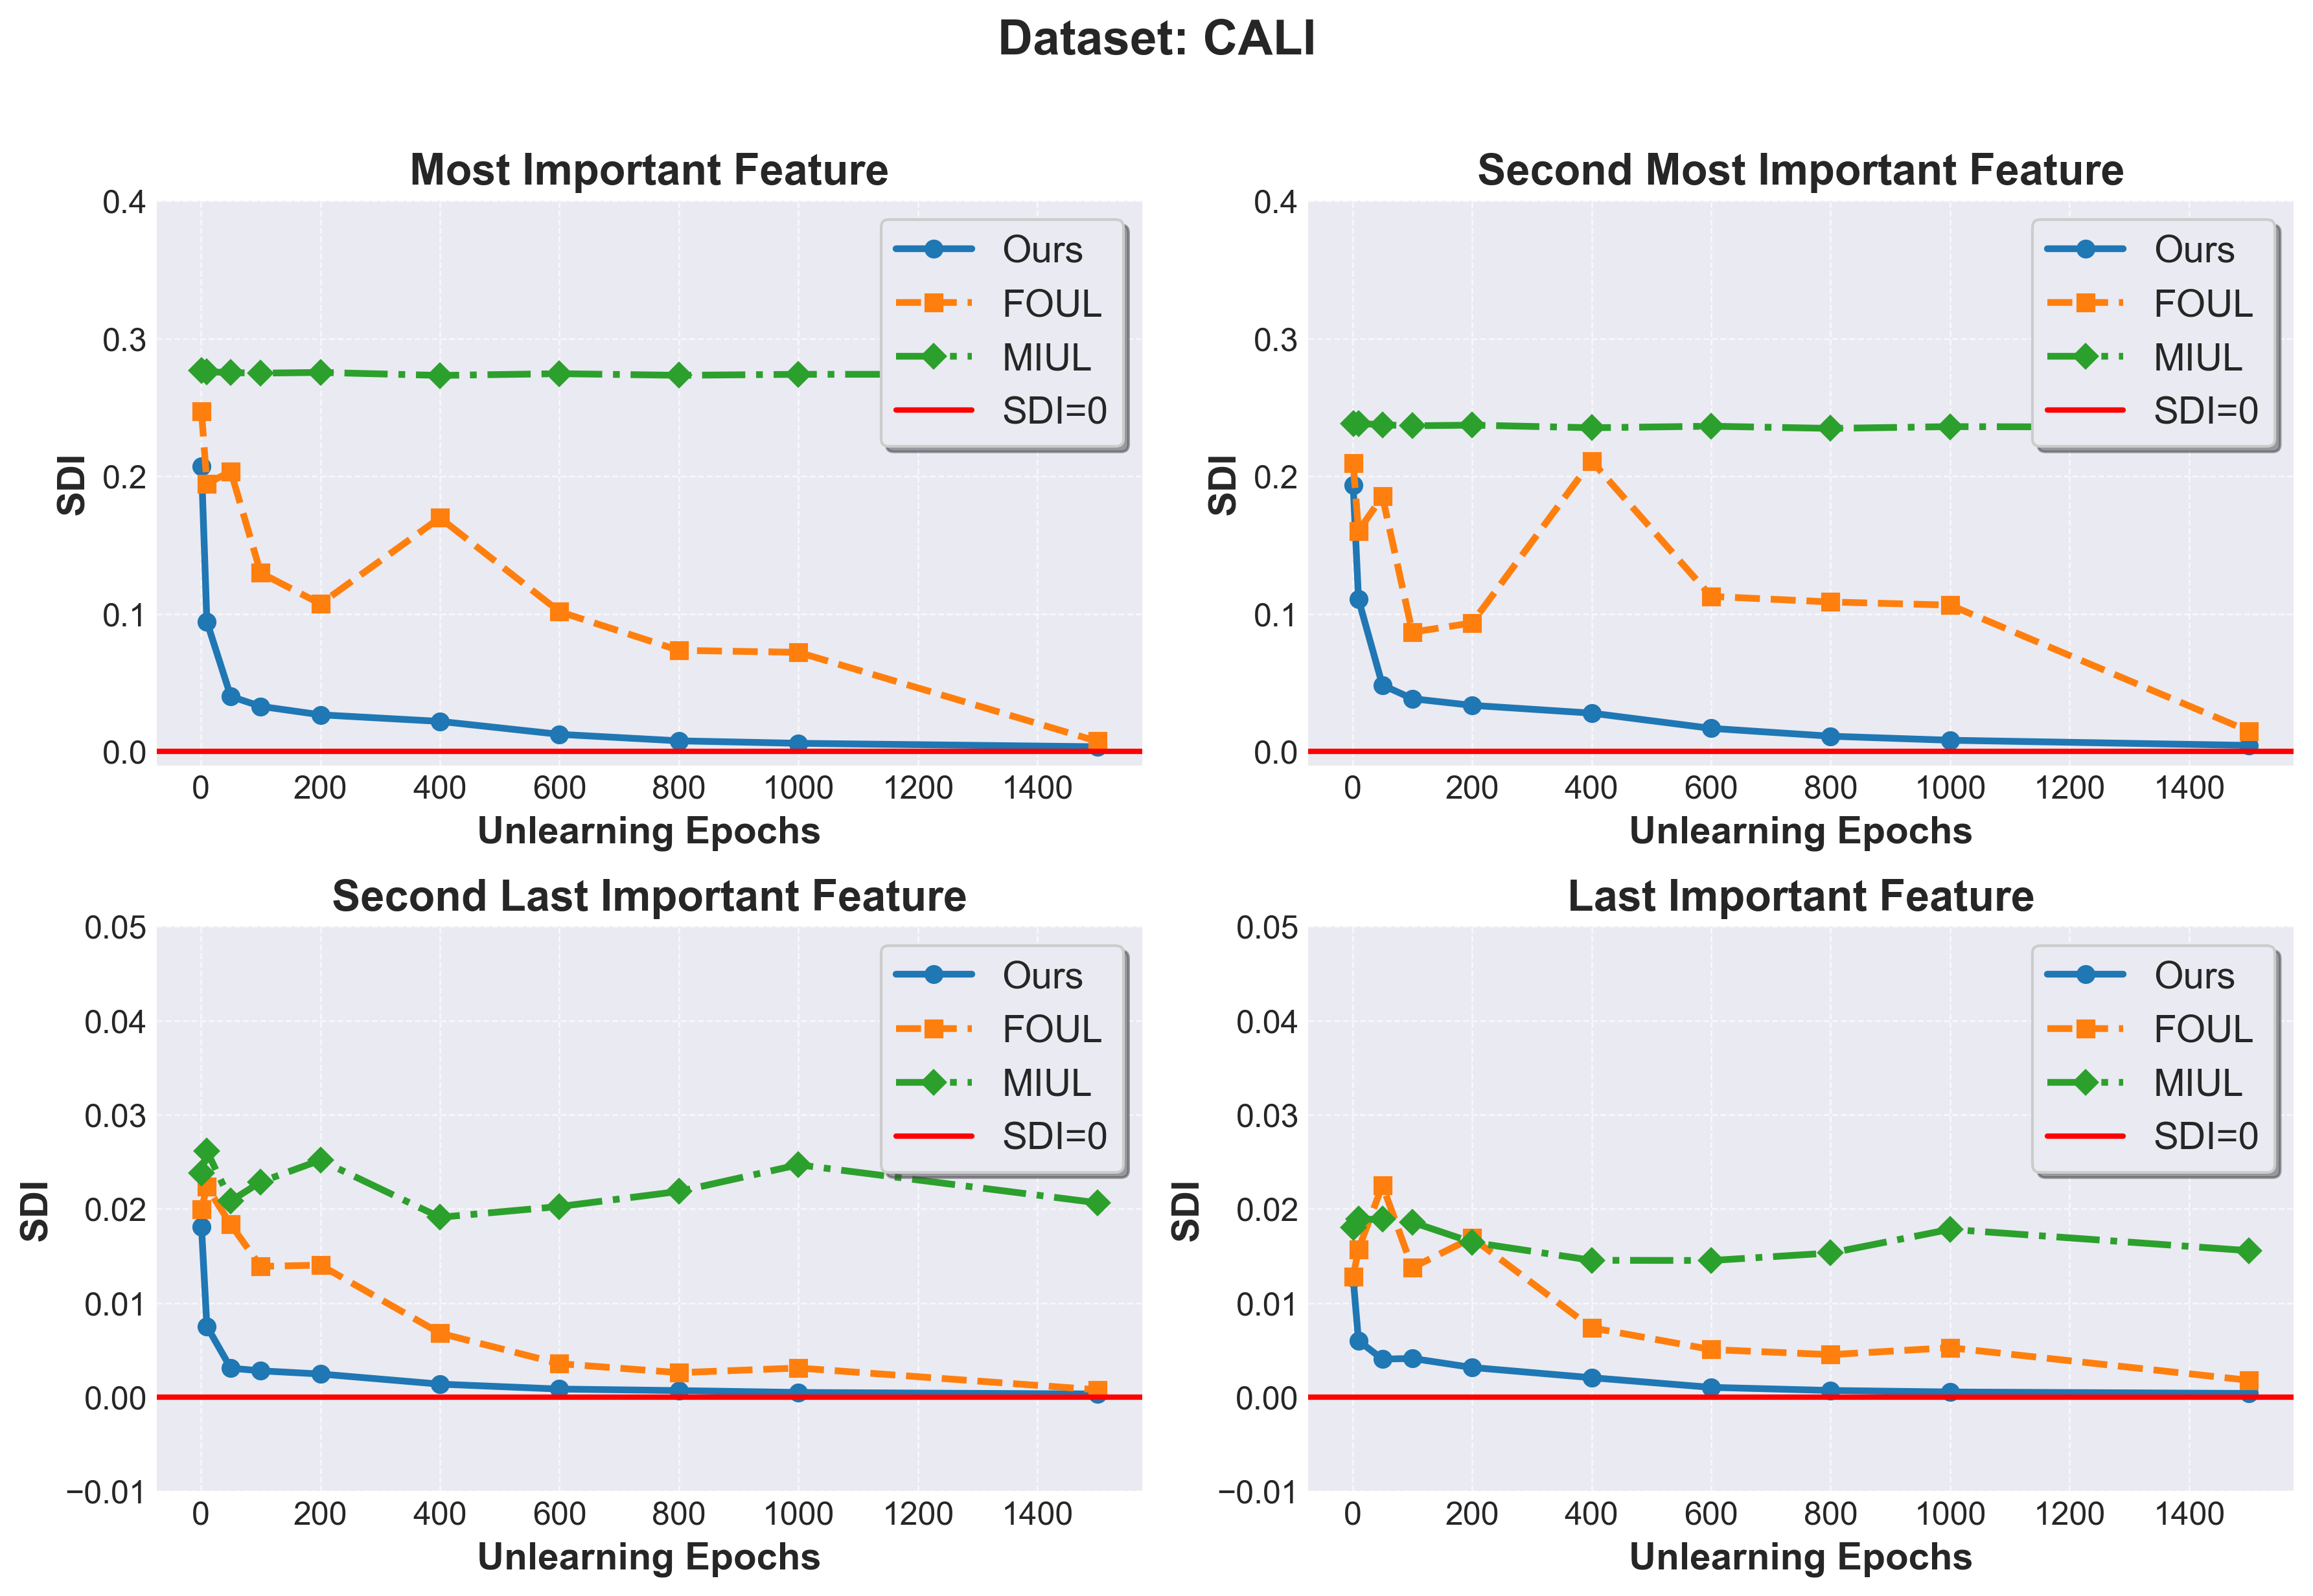 Dataset: CALI
Most Important Feature
0.4
0.3
0.2
0.1
0.0
SDI
Ours
FOUL
MIUL
SDI=0
0 200 400 600 800 1000 1200 1400
Unlearning Epochs
Second Most Important Feature
0.4
0.3
0.2
0.1
0.0
SDI
Ours
FOUL
MIUL
SDI=0
0 200 400 600 800 1000 1200 1400
Unlearning Epochs
Second Last Important Feature
0.05
0.04
0.03
0.02
0.01
0.00
−0.01
SDI
Ours
FOUL
MIUL
SDI=0
0 200 400 600 800 1000 1200 1400
Unlearning Epochs
Last Important Feature
0.05
0.04
0.03
0.02
0.01
0.00
−0.01
SDI
Ours
FOUL
MIUL
SDI=0
0 200 400 600 800 1000 1200 1400
Unlearning Epochs